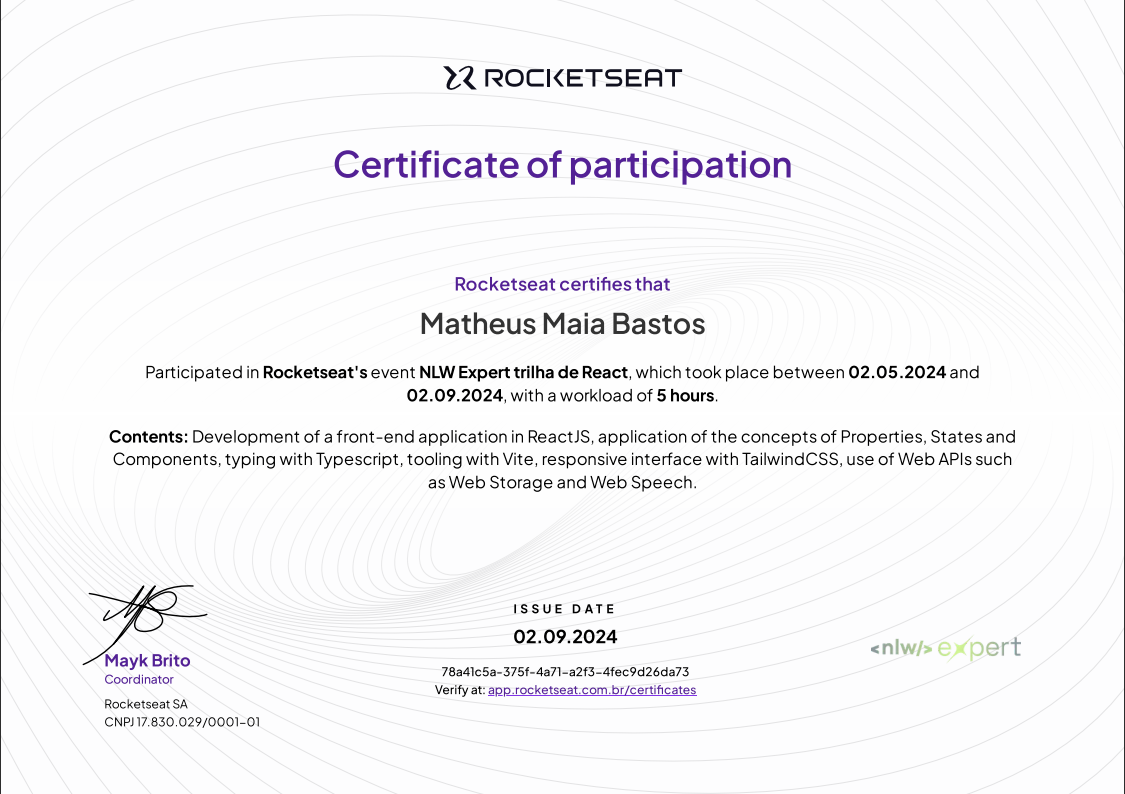 ROCKETSEAT
Certificate of participation
Rocketseat certifies that
Matheus Maia Bastos
Participated in Rocketseat's event NLW Expert trilha de React, which took place between 02.05.2024 and
02.09.2024, with a workload of 5 hours.
Contents: Development of a front-end application in ReactJS, application of the concepts of Properties, States and
Components, typing with Typescript, tooling with Vite, responsive interface with TailwindCSS, use of Web APIs such
as Web Storage and Web Speech.
Mayk Brito
Coordinator
Rocketseat SA
CNPJ 17.830.029/0001-01
ISSUE DATE
02.09.2024
78a41c5a-375f-4a71-a2f3-4fec9d26da73
Verify at: app.rocketseat.com.br/certificates
<nlw/> expert